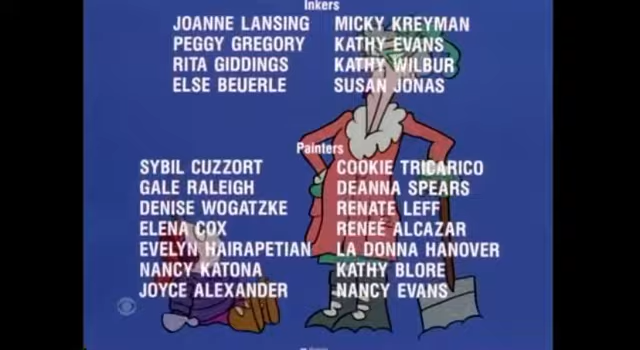 Inkers
JOANNE LANSING MICKY KREYMAN
PEGGY GREGORY KATHY EVANS
RITA GIDDINGS KATHY WILBUR
ELSE BEUERLE SUSAN JONAS
Painters
SYBIL CUZZORT COOKIE TRICARICO
GALE RALEIGH DEANNA SPEARS
DENISE WOGATZKE RENATE LEFF
ELENA COX RENEÉ ALCAZAR
EVELYN HAIRAPETIAN LA DONNA HANOVER
NANCY KATONA KATHY BLORE
JOYCE ALEXANDER NANCY EVANS